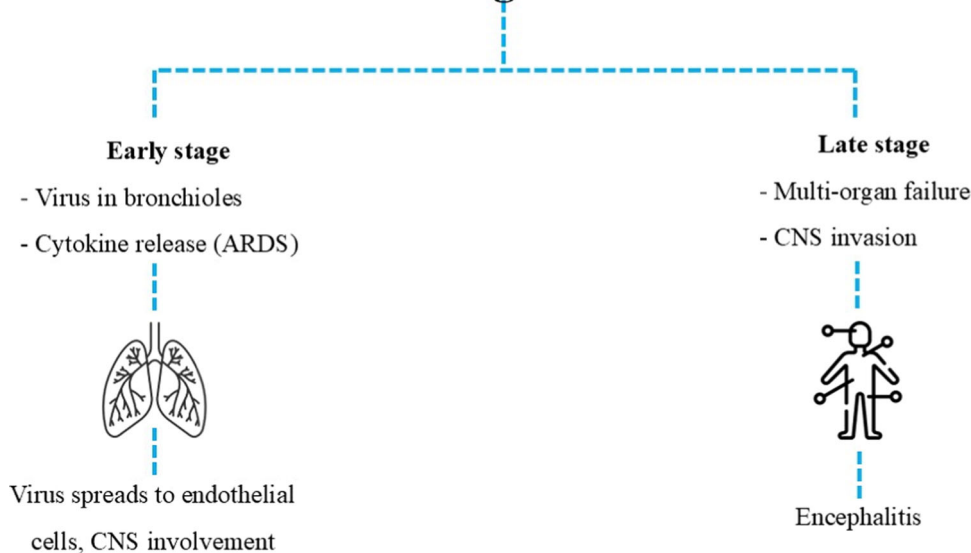 Early stage
- Virus in bronchioles
- Cytokine release (ARDS)
Virus spreads to endothelial
cells, CNS involvement
Late stage
- Multi-organ failure
- CNS invasion
Encephalitis